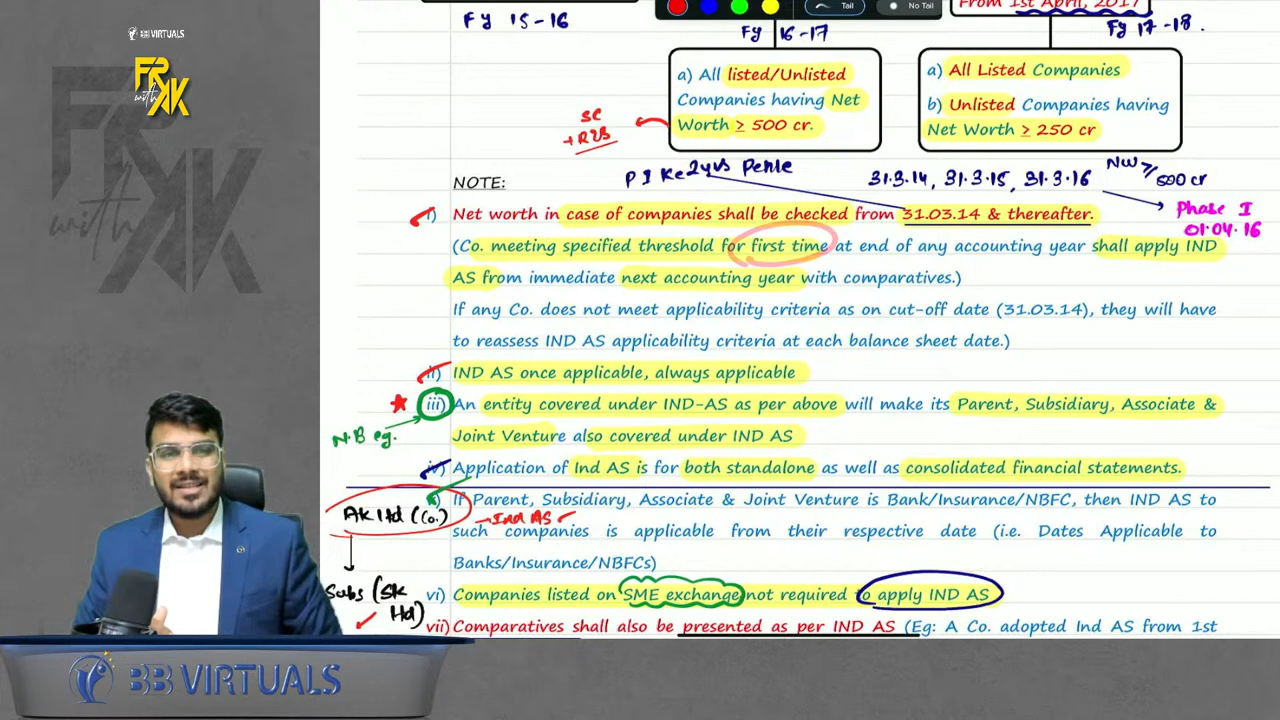 BB VIRTUALS
FR
with
AK
Tail
No Tail
From 1st April, 2017
FY 15-16
FY 16-17
FY 17-18.
a) All listed/Unlisted
Companies having Net
Worth ≥ 500 cr.
a) All Listed Companies
b) Unlisted Companies having
Net Worth ≥ 250 cr
P I Ke 2 yrs Pehle
31.3.14, 31.3.15, 31.3.16
NW ≥
500 cr
Phase I
01.04.16
NOTE:
i) Net worth in case of companies shall be checked from 31.03.14 & thereafter.
(Co. meeting specified threshold for first time at end of any accounting year shall apply IND
AS from immediate next accounting year with comparatives.)
If any Co. does not meet applicability criteria as on cut-off date (31.03.14), they will have
to reassess IND AS applicability criteria at each balance sheet date.)
ii) IND AS once applicable, always applicable
iii) An entity covered under IND-AS as per above will make its Parent, Subsidiary, Associate &
Joint Venture also covered under IND AS
N.B eg.
iv) Application of Ind AS is for both standalone as well as consolidated financial statements.
v) If Parent, Subsidiary, Associate & Joint Venture is Bank/Insurance/NBFC, then IND AS to
such companies is applicable from their respective date (i.e. Dates Applicable to
Banks/Insurance/NBFCs)
AK ltd (Co.)
Ind AS
Subs (SK
ltd)
vi) Companies listed on SME exchange not required to apply IND AS
vii) Comparatives shall also be presented as per IND AS (Eg: A Co. adopted Ind AS from 1st
BB VIRTUALS